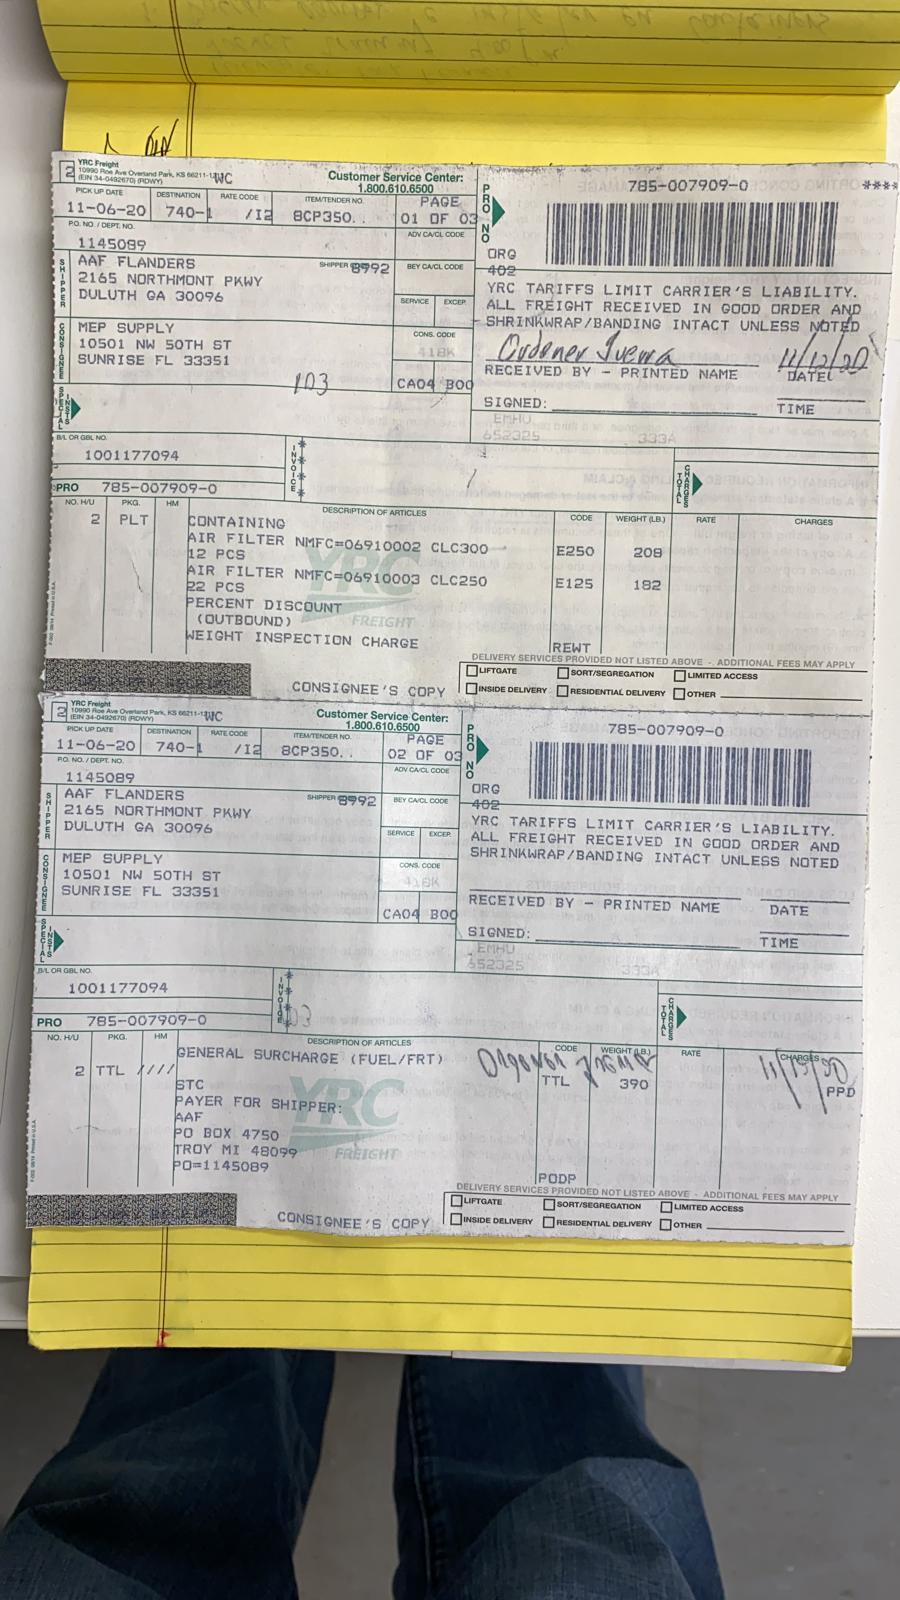 2
YRC Freight
10990 Roe Ave Overland Park, KS 66211-1 WC
(EIN 34-0492670) (RDWY)
Customer Service Center:
1.800.610.6500
PICK UP DATE DESTINATION RATE CODE ITEM/TENDER NO. PAGE
11-06-20 740-1 /I2 BCP350.. 01 OF 03
P.O. NO. / DEPT. NO. ADV CA/CL CODE
1145089
SHIPPER
AAF FLANDERS SHIPPER 8992 BEY CA/CL CODE
2165 NORTHMONT PKWY
DULUTH GA 30096 SERVICE EXCEP.
CONSIGNEE
MEP SUPPLY CONS. CODE
10501 NW 50TH ST 418K
SUNRISE FL 33351
103 CA04 B00
SPECIAL INSTS
PRO NO
785-007909-0 ****
ORG
402
YRC TARIFFS LIMIT CARRIER'S LIABILITY.
ALL FREIGHT RECEIVED IN GOOD ORDER AND
SHRINKWRAP/BANDING INTACT UNLESS NOTED
11/12/20
RECEIVED BY - PRINTED NAME DATE
SIGNED: TIME
EMHU
652325 333A
B/L OR GBL NO.
1001177094
INVOICE
TOTAL CHARGES
PRO 785-007909-0
NO. H/U PKG. HM DESCRIPTION OF ARTICLES CODE WEIGHT (LB.) RATE CHARGES
2 PLT CONTAINING
AIR FILTER NMFC=06910002 CLC300 E250 208
12 PCS
AIR FILTER NMFC=06910003 CLC250 E125 182
22 PCS
PERCENT DISCOUNT
(OUTBOUND)
WEIGHT INSPECTION CHARGE REWT
YRC
FREIGHT
DELIVERY SERVICES PROVIDED NOT LISTED ABOVE - ADDITIONAL FEES MAY APPLY
LIFTGATE SORT/SEGREGATION LIMITED ACCESS
INSIDE DELIVERY RESIDENTIAL DELIVERY OTHER
CONSIGNEE'S COPY
2
YRC Freight
10990 Roe Ave Overland Park, KS 66211-1 WC
(EIN 34-0492670) (RDWY)
Customer Service Center:
1.800.610.6500
PICK UP DATE DESTINATION RATE CODE ITEM/TENDER NO. PAGE
11-06-20 740-1 /I2 BCP350.. 02 OF 03
P.O. NO. / DEPT. NO. ADV CA/CL CODE
1145089
SHIPPER
AAF FLANDERS SHIPPER 8992 BEY CA/CL CODE
2165 NORTHMONT PKWY
DULUTH GA 30096 SERVICE EXCEP.
CONSIGNEE
MEP SUPPLY CONS. CODE
10501 NW 50TH ST 418K
SUNRISE FL 33351
CA04 B00
SPECIAL INSTS
PRO NO
785-007909-0
ORG
402
YRC TARIFFS LIMIT CARRIER'S LIABILITY.
ALL FREIGHT RECEIVED IN GOOD ORDER AND
SHRINKWRAP/BANDING INTACT UNLESS NOTED
RECEIVED BY - PRINTED NAME DATE
SIGNED: TIME
EMHU
652325 333A
B/L OR GBL NO.
1001177094
INVOICE
TOTAL CHARGES
PRO 785-007909-0
NO. H/U PKG. HM DESCRIPTION OF ARTICLES CODE WEIGHT (LB.) RATE CHARGES
GENERAL SURCHARGE (FUEL/FRT)
2 TTL //// TTL 390 PPD
STC
PAYER FOR SHIPPER:
AAF
PO BOX 4750
TROY MI 48099
PO=1145089
PODP
YRC
FREIGHT
DELIVERY SERVICES PROVIDED NOT LISTED ABOVE - ADDITIONAL FEES MAY APPLY
LIFTGATE SORT/SEGREGATION LIMITED ACCESS
INSIDE DELIVERY RESIDENTIAL DELIVERY OTHER
CONSIGNEE'S COPY